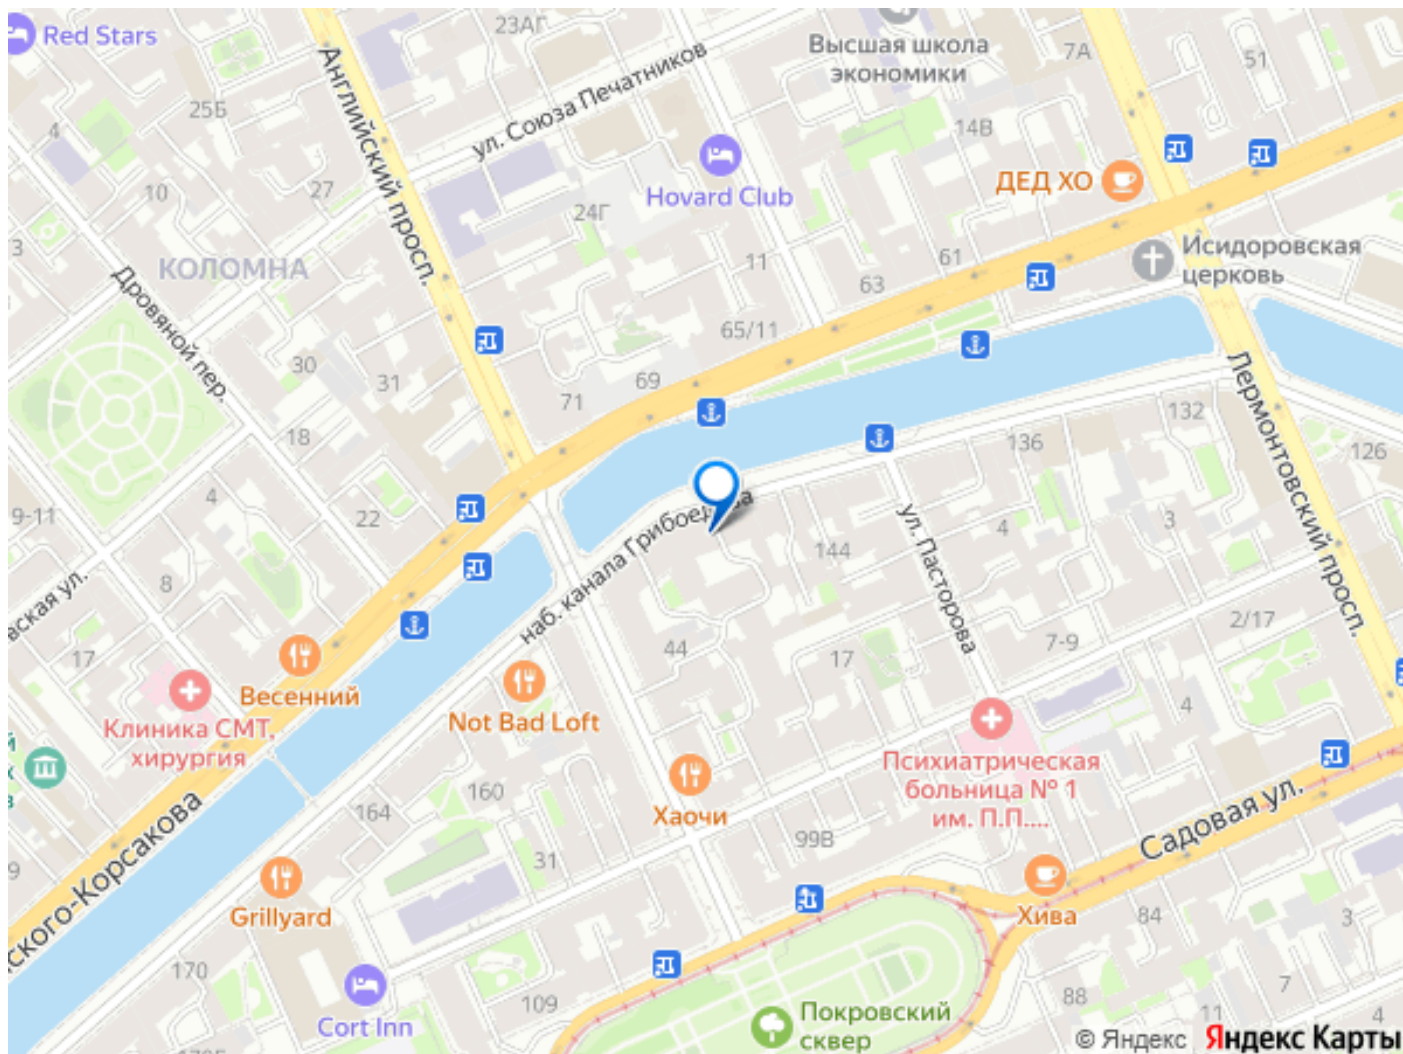 Red Stars
23АГ
Высшая школа
экономики
7А
51
Английский просп.
ул. Союза Печатников
25Б
4
14В
ДЕД ХО
10
27
Hovard Club
24Г
3
КОЛОМНА
11
61
63
Исидоровская
церковь
Дровяной пер.
65/11
30
31
69
71
132
Лермонтовский просп.
18
136
126
4
9-11
22
наб. канала Грибоедова
ул. Пасторова
4
3
144
8
2/17
17
44
17
7-9
Весенний
Not Bad Loft
4
Клиника СМТ,
хирургия
Психиатрическая
больница № 1
им. П.П....
Хаочи
160
164
99В
Садовая ул.
31
Grillyard
Хива
84
3
170
109
88
7
11
4
Cort Inn
Покровский
сквер
© Яндекс Яндекс Карты